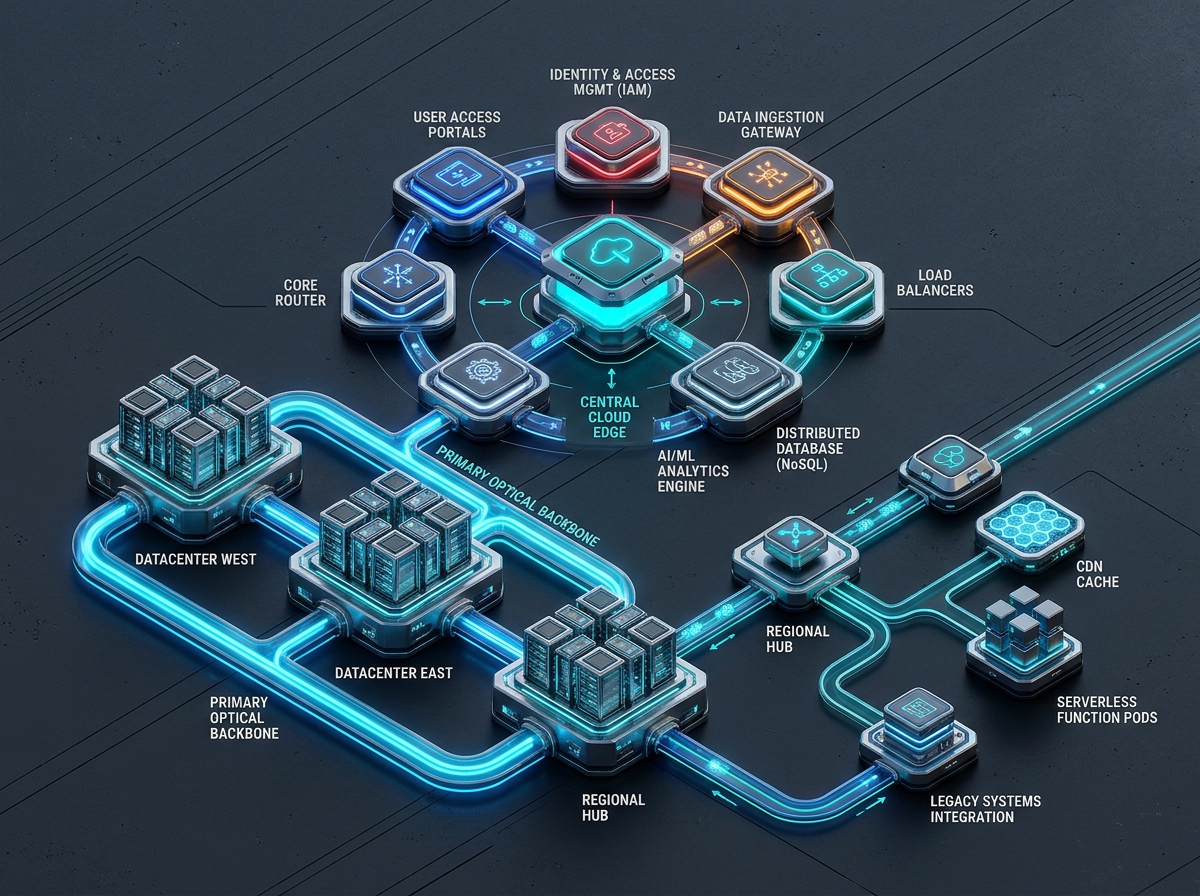 IDENTITY & ACCESS
MGMT (IAM)
USER ACCESS
PORTALS
DATA INGESTION
GATEWAY
CORE
ROUTER
LOAD
BALANCERS
CENTRAL
CLOUD
EDGE
AI/ML
ANALYTICS
ENGINE
DISTRIBUTED
DATABASE
(NoSQL)
PRIMARY OPTICAL BACKBONE
DATACENTER WEST
DATACENTER EAST
PRIMARY
OPTICAL
BACKBONE
REGIONAL
HUB
REGIONAL
HUB
CDN
CACHE
SERVERLESS
FUNCTION PODS
LEGACY SYSTEMS
INTEGRATION